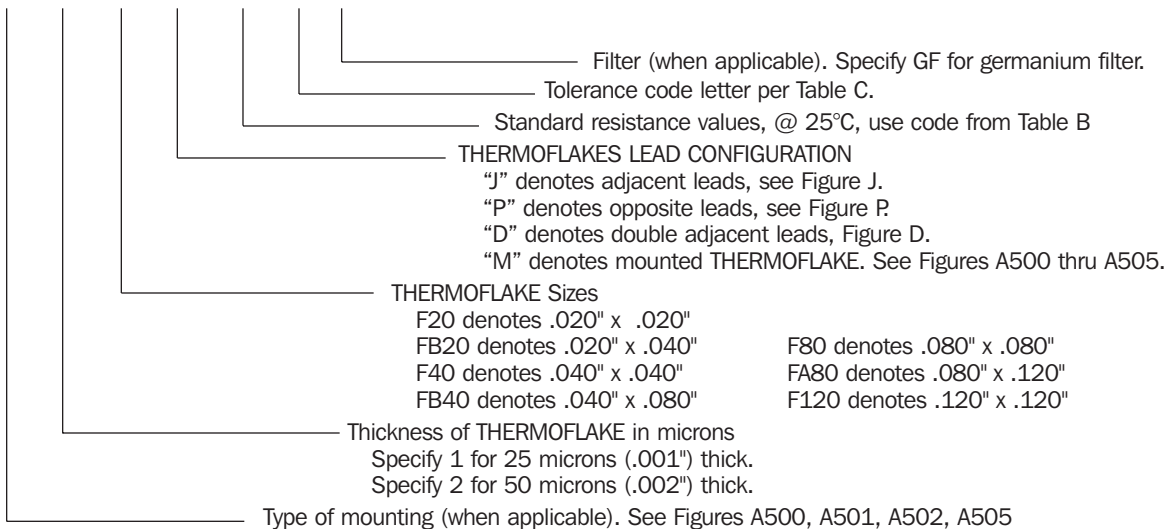 Filter (when applicable). Specify GF for germanium filter.
Tolerance code letter per Table C.
Standard resistance values, @ 25°C, use code from Table B
THERMOFLAKES LEAD CONFIGURATION
“J” denotes adjacent leads, see Figure J.
“P” denotes opposite leads, see Figure P.
“D” denotes double adjacent leads, Figure D.
“M” denotes mounted THERMOFLAKE. See Figures A500 thru A505.
THERMOFLAKE Sizes
F20 denotes .020" x .020"
FB20 denotes .020" x .040" F80 denotes .080" x .080"
F40 denotes .040" x .040" FA80 denotes .080" x .120"
FB40 denotes .040" x .080" F120 denotes .120" x .120"
Thickness of THERMOFLAKE in microns
Specify 1 for 25 microns (.001") thick.
Specify 2 for 50 microns (.002") thick.
Type of mounting (when applicable). See Figures A500, A501, A502, A505